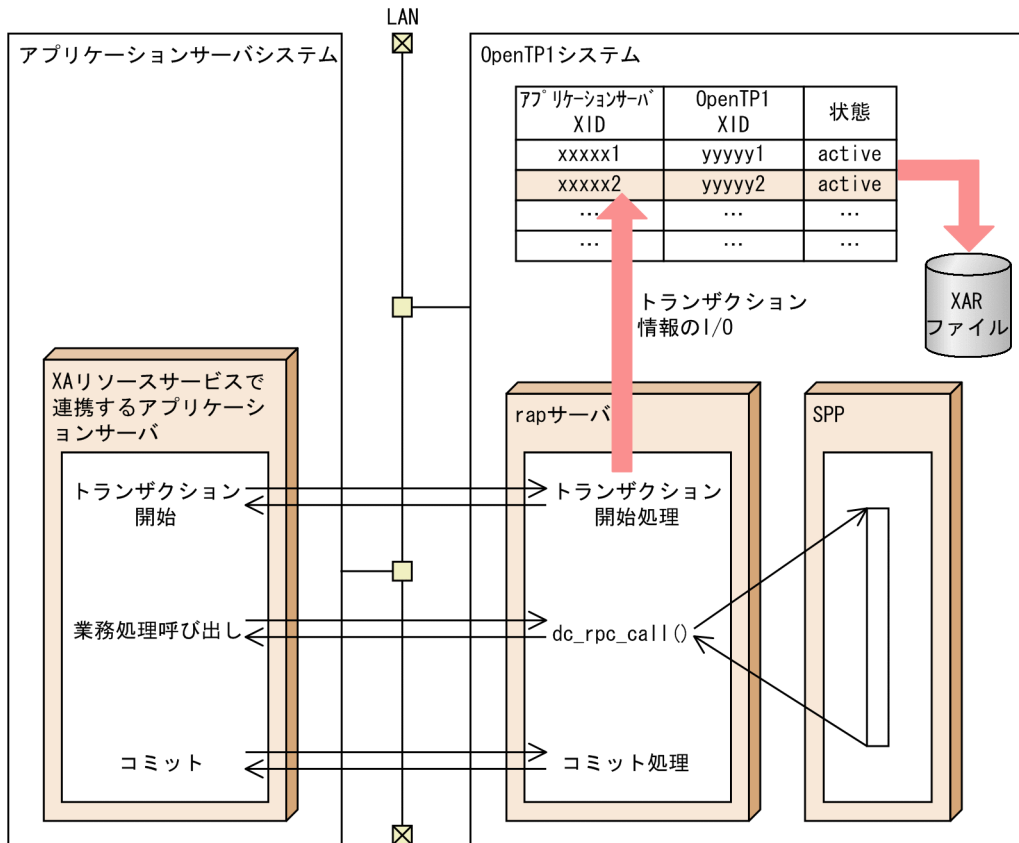 LAN
アプリケーションサーバシステム
OpenTP1システム
アプリケーションサーバ
XID
OpenTP1
XID
状態
xxxxx1
yyyyy1
active
xxxxx2
yyyyy2
active
…
…
…
…
…
…
トランザクション
情報のI/O
XAR
ファイル
XAリソースサービスで
連携するアプリケーシ
ョンサーバ
rapサーバ
SPP
トランザクション
開始
トランザクション
開始処理
業務処理呼び出し
dc_rpc_call()
コミット
コミット処理